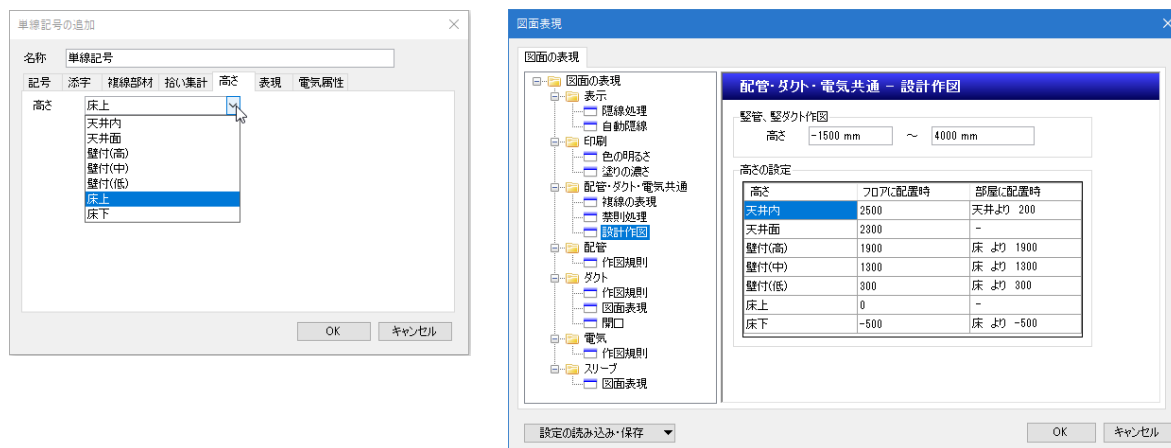 単線記号の追加
名称 単線記号
記号 添字 複線部材 拾い集計 高さ 表現 電気属性
高さ 床上
天井内
天井面
壁付(高)
壁付(中)
壁付(低)
床上
床下
OK キャンセル
図面表現
図面の表現
図面の表現
表示
隠線処理
自動隠線
印刷
色の明るさ
塗りの濃さ
配管・ダクト・電気共通
複線の表現
禁則処理
設計作図
配管
作図規則
ダクト
作図規則
図面表現
開口
電気
作図規則
スリーブ
図面表現
配管・ダクト・電気共通 - 設計作図
竪管、竪ダクト作図
高さ -1500 mm ～ 4000 mm
高さの設定
高さ フロアに配置時 部屋に配置時
天井内 2500 天井より 200
天井面 2300 -
壁付(高) 1900 床 より 1900
壁付(中) 1300 床 より 1300
壁付(低) 300 床 より 300
床上 0 -
床下 -500 床 より -500
設定の読み込み・保存
OK キャンセル